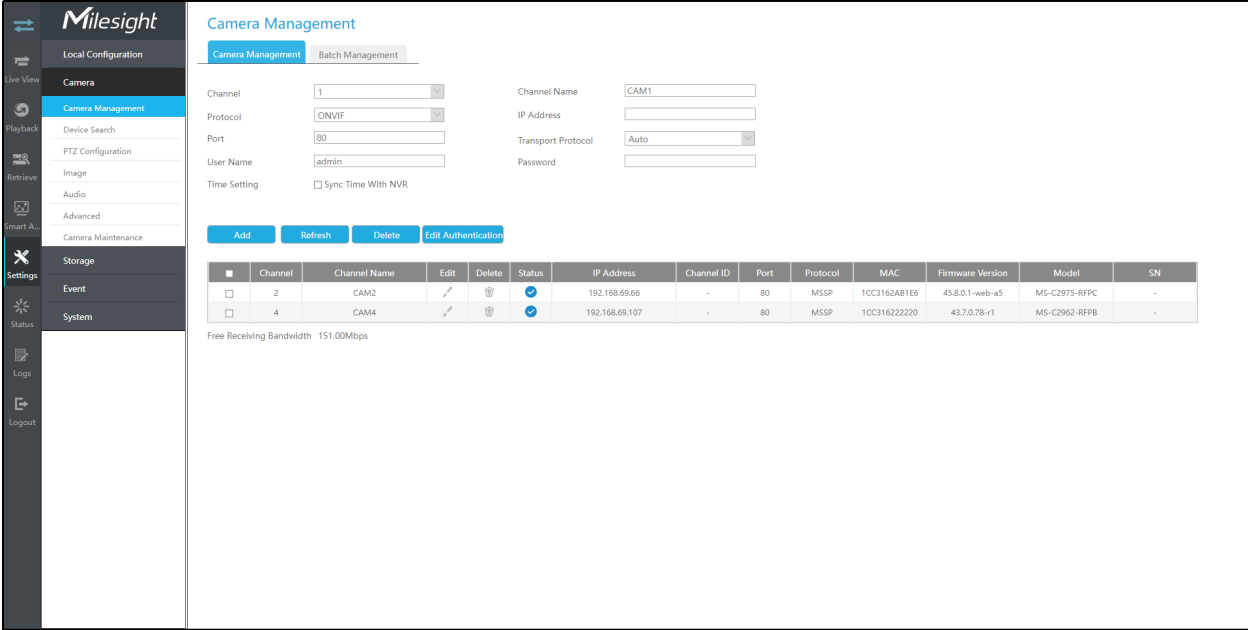 Milesight
Local Configuration
Camera
Camera Management
Device Search
PTZ Configuration
Image
Audio
Advanced
Camera Maintenance
Storage
Event
System
Live View
Playback
Retrieve
Smart A...
Settings
Status
Logs
Logout
Camera Management
Camera Management Batch Management
Channel 1 Channel Name CAM1
Protocol ONVIF IP Address
Port 80 Transport Protocol Auto
User Name admin Password
Time Setting Sync Time With NVR
Add Refresh Delete Edit Authentication
Channel Channel Name Edit Delete Status IP Address Channel ID Port Protocol MAC Firmware Version Model SN
2 CAM2 192.168.69.66 - 80 MSSP 1CC3162AB1E6 45.8.0.1-web-a5 MS-C2975-RFPC -
4 CAM4 192.168.69.107 - 80 MSSP 1CC316222220 43.7.0.78-r1 MS-C2962-RFPB -
Free Receiving Bandwidth 151.00Mbps